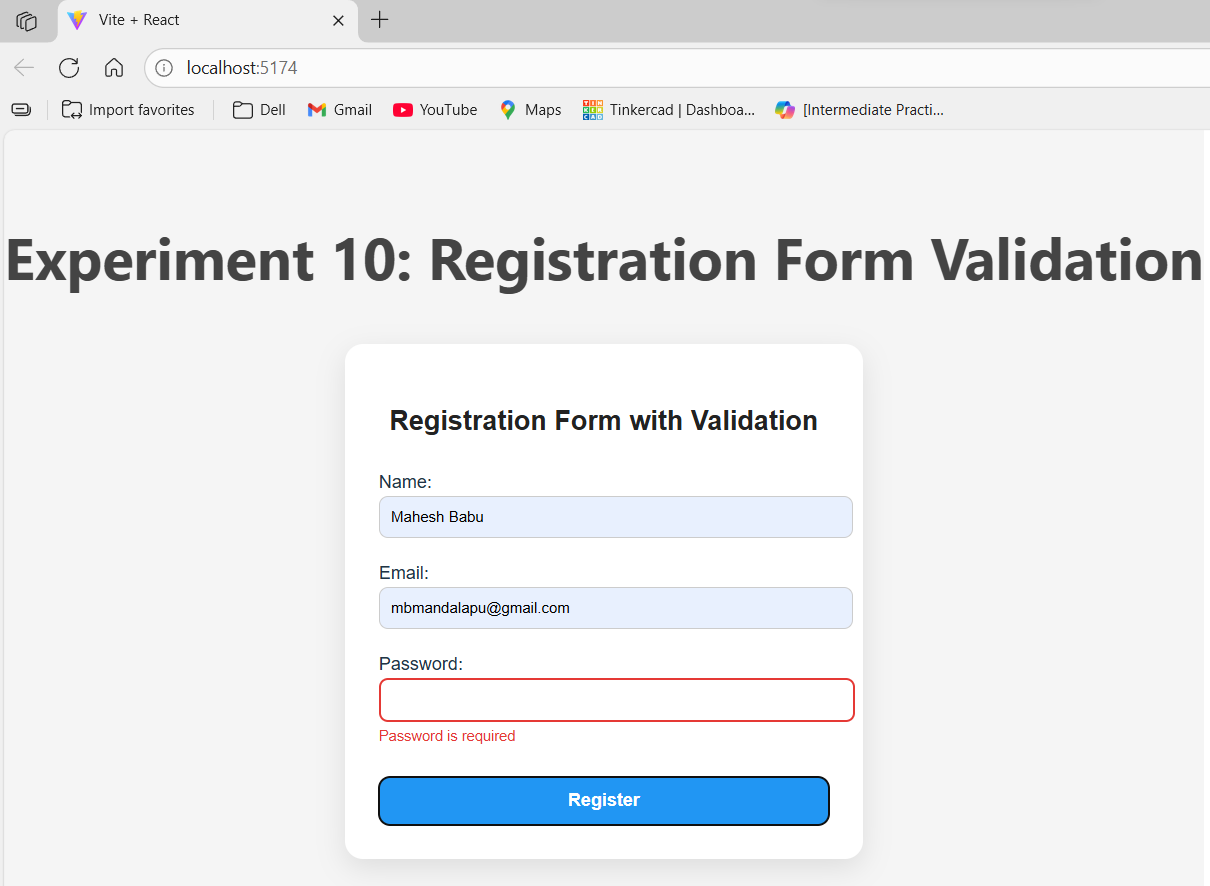 Vite + React
localhost:5174
Import favorites Dell Gmail YouTube Maps Tinkercad | Dashboa... [Intermediate Practi...
Experiment 10: Registration Form Validation
Registration Form with Validation
Name:
Mahesh Babu
Email:
mbmandalapu@gmail.com
Password:
Password is required
Register